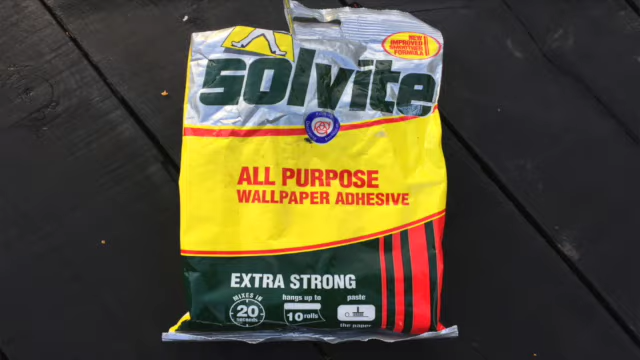 NEW
IMPROVED
FORMULA
solvite
ALL PURPOSE
WALLPAPER ADHESIVE
EXTRA STRONG
MIXES IN
20
seconds
hangs up to
10 rolls
paste
the paper